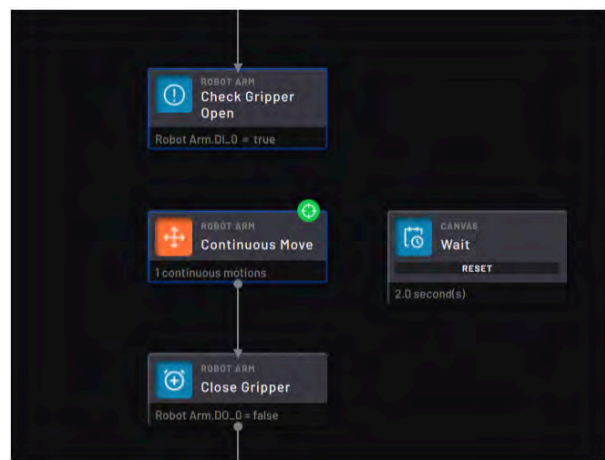 ROBOT ARM
Check Gripper
Open
Robot Arm.DI_0 = true
ROBOT ARM
Continuous Move
1 continuous motions
CANVAS
Wait
RESET
2.0 second(s)
ROBOT ARM
Close Gripper
Robot Arm.DO_0 = false